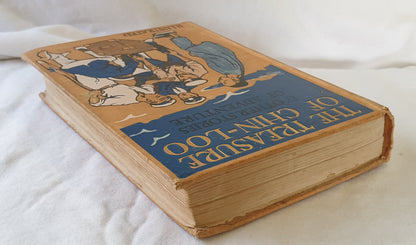 THE TREASURE
OF CHIN-LOO
OTHER STORIES
OF ADVENTURE